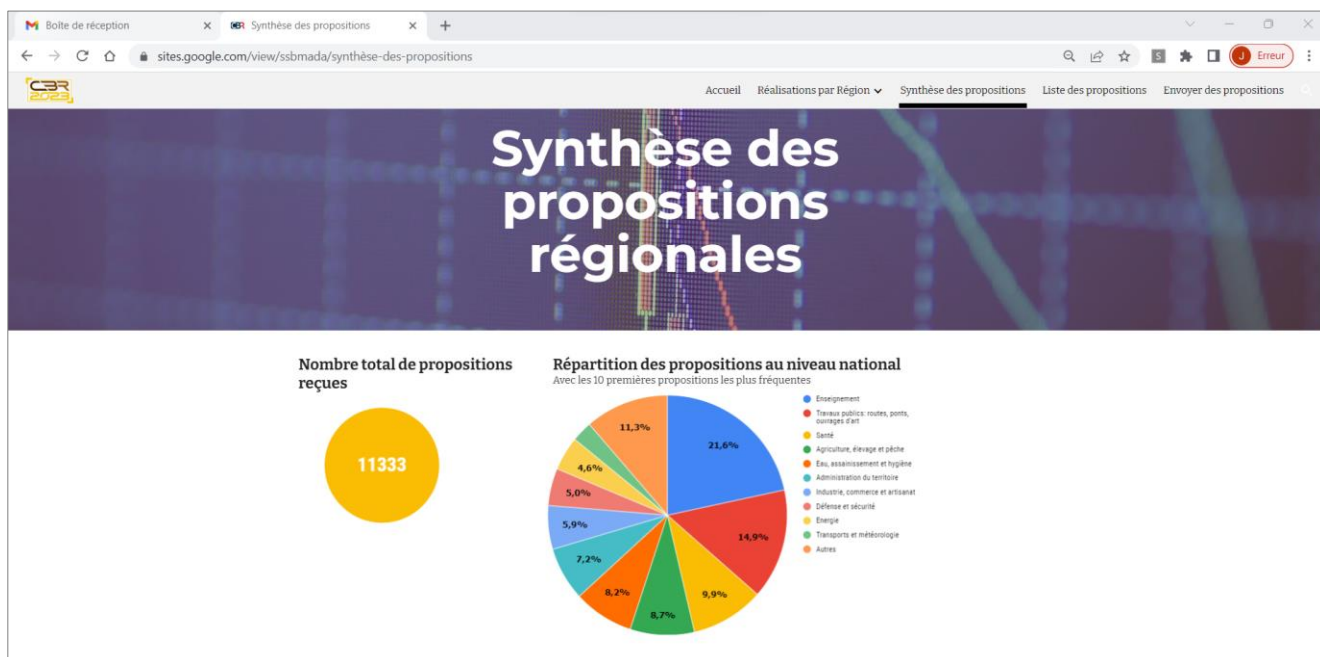 Boîte de réception
CBR Synthèse des propositions
sites.google.com/view/ssbmada/synthèse-des-propositions
S
J Erreur
CBR
2023
Accueil Réalisations par Région Synthèse des propositions Liste des propositions Envoyer des propositions
Synthèse des
propositions
régionales
Nombre total de propositions
reçues
11333
Répartition des propositions au niveau national
Avec les 10 premières propositions les plus fréquentes
11,3%
21,6%
4,6%
5,0%
5,9%
14,9%
7,2%
8,2%
9,9%
8,7%
Enseignement
Travaux publics: routes, ponts,
ouvrages d'art
Santé
Agriculture, élevage et pêche
Eau, assainissement et hygiène
Administration du territoire
Industrie, commerce et artisanat
Défense et sécurité
Energie
Transports et météorologie
Autres